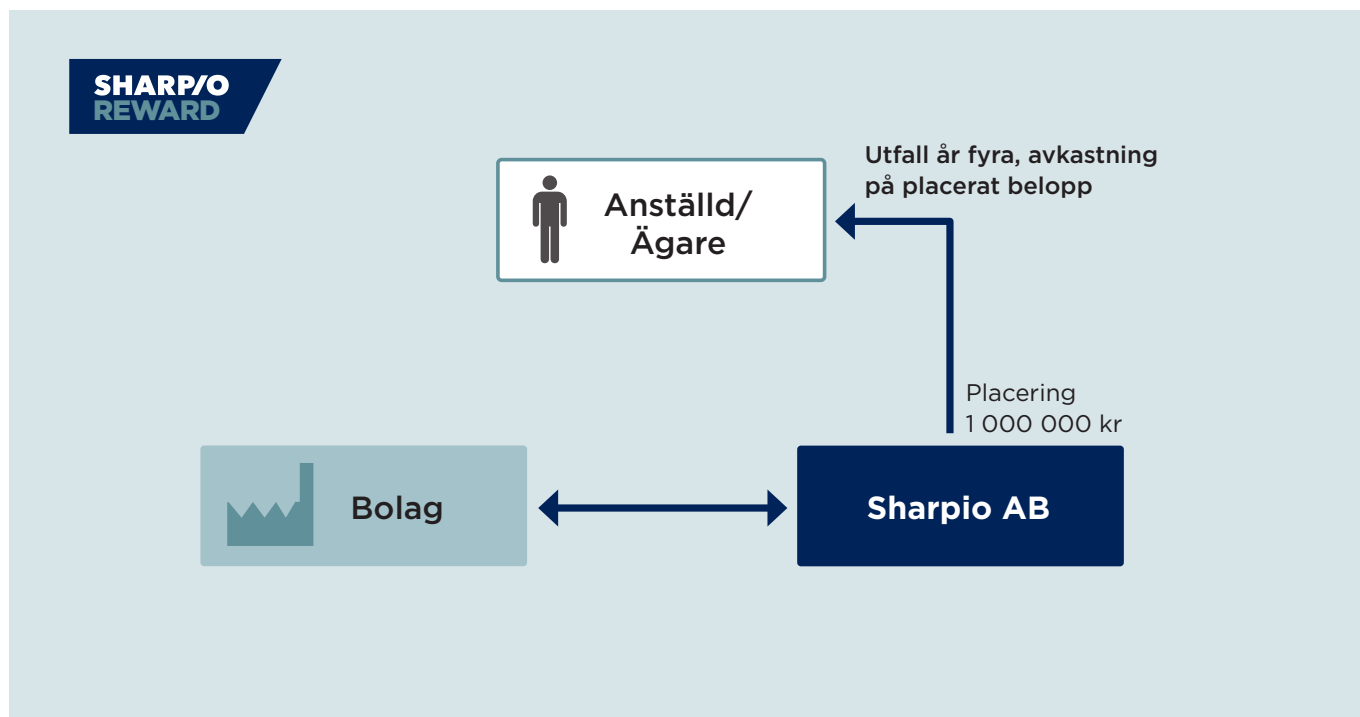 SHARP/O
REWARD
Utfall år fyra, avkastning
på placerat belopp
Anställd/
Ägare
Placering
1 000 000 kr
Bolag
Sharpio AB